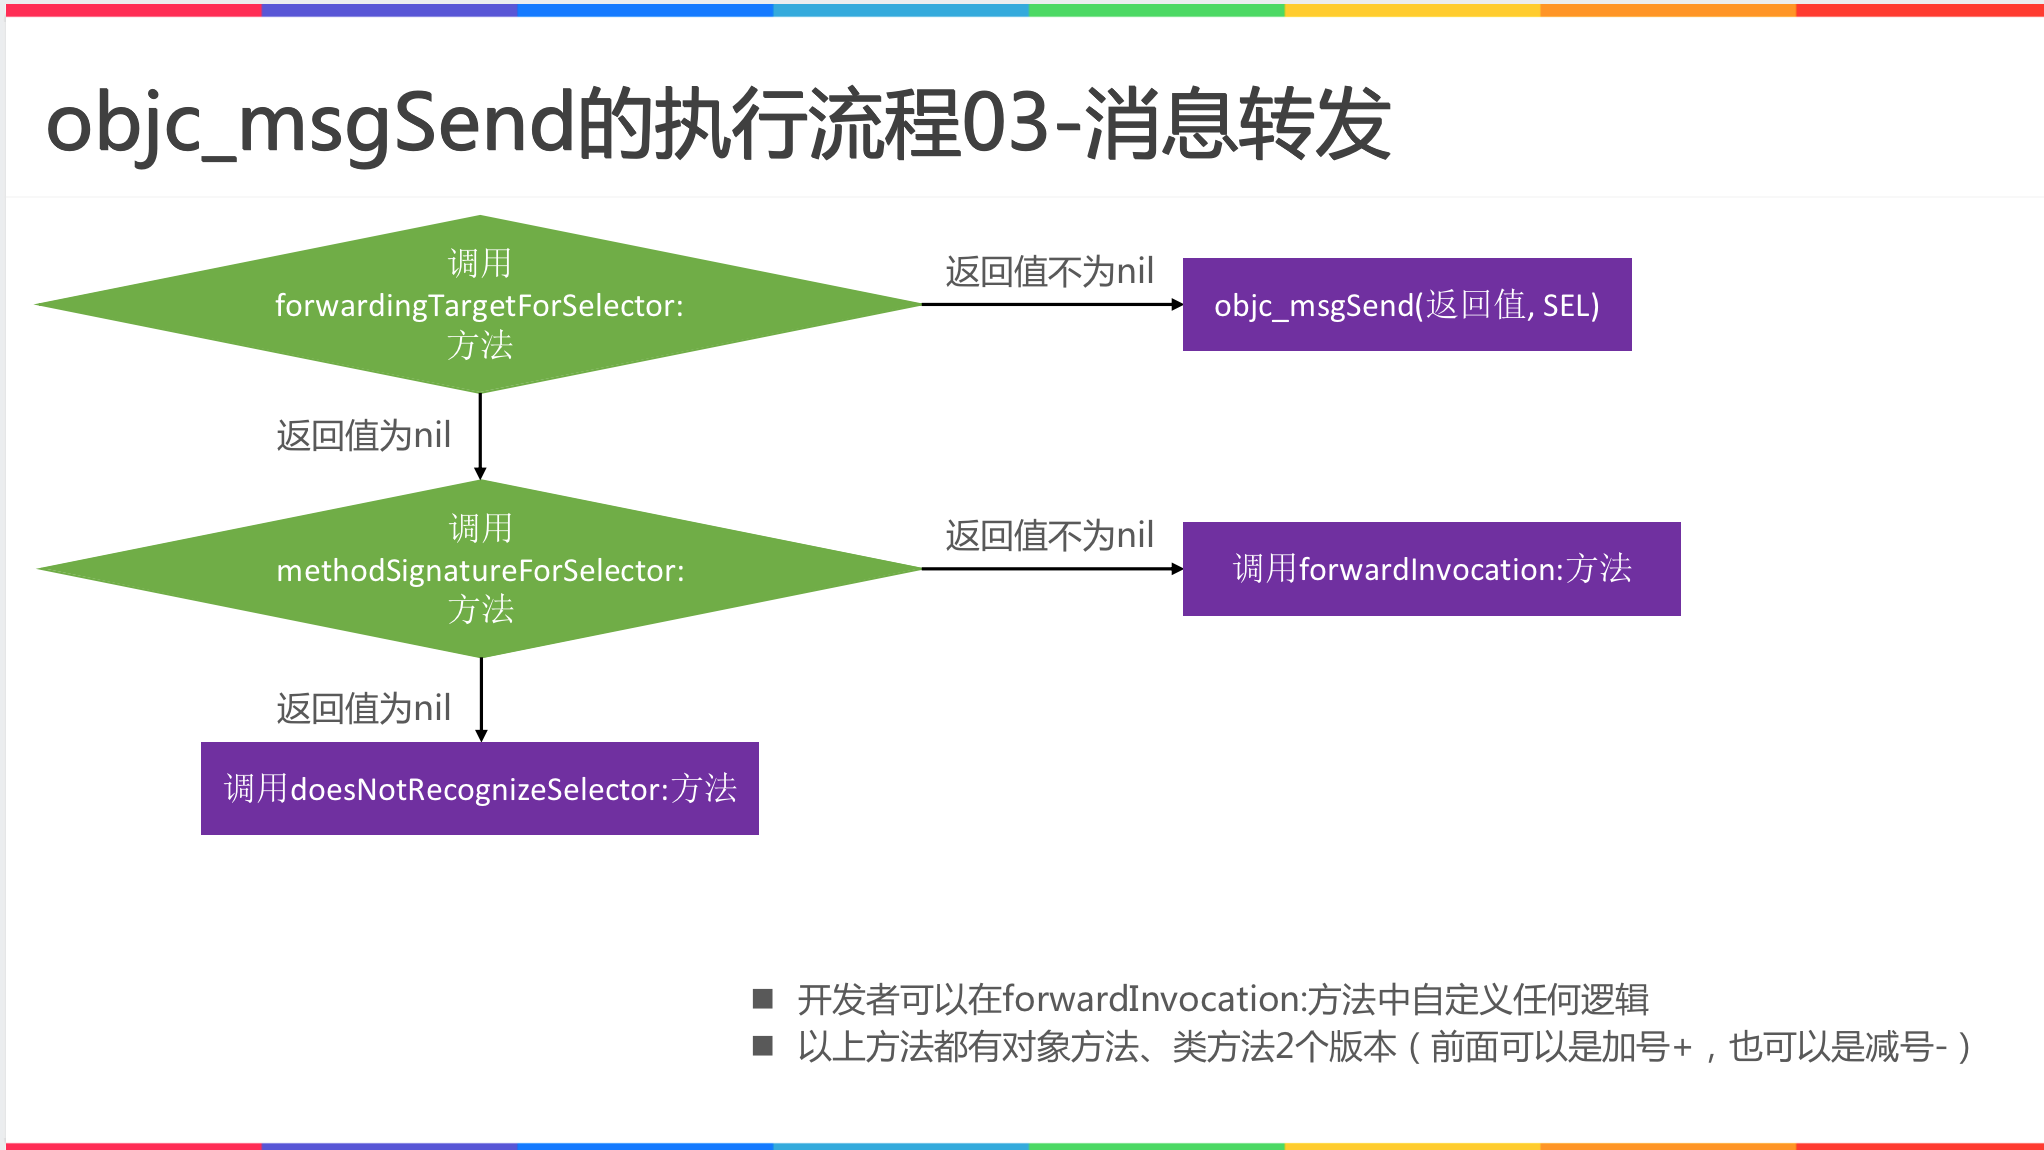 objc_msgSend的执行流程03-消息转发
调用
forwardingTargetForSelector:
方法
返回值不为nil
objc_msgSend(返回值, SEL)
返回值为nil
调用
methodSignatureForSelector:
方法
返回值不为nil
调用forwardInvocation:方法
返回值为nil
调用doesNotRecognizeSelector:方法
■ 开发者可以在forwardInvocation:方法中自定义任何逻辑
■ 以上方法都有对象方法、类方法2个版本（前面可以是加号+，也可以是减号-）